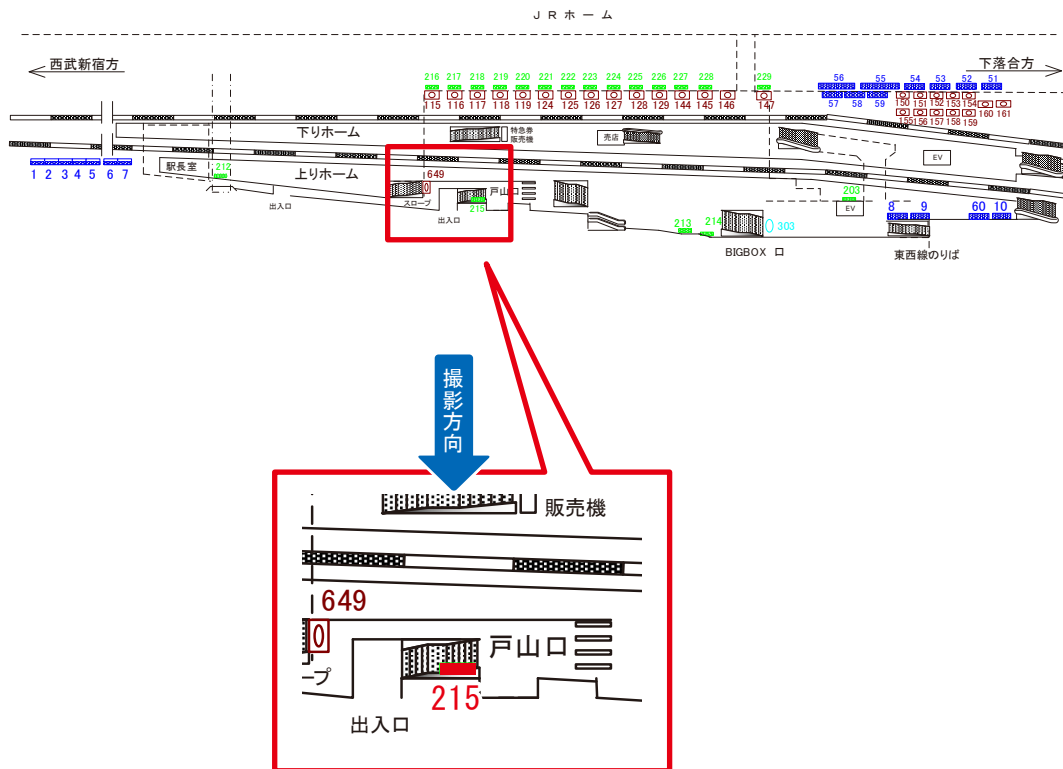 JRホーム
西武新宿方
下落合方
216 217 218 219 220 221 222 223 224 225 226 227 228 229
115 116 117 118 119 124 125 126 127 128 129 144 145 146 147
56 55 54 53 52 51
57 58 59
150 151 152 153 154
160 161
155 156 157 158 159
下りホーム
特急券
販売機
売店
EV
駅長室
212
上りホーム
649
戸山口
1 2 3 4 5 6 7
スロープ
215
出入口
出入口
203
EV
213 214
303
8 9 60 10
BIGBOX 口
東西線のりば
撮影方向
販売機
649
戸山口
ープ
215
出入口